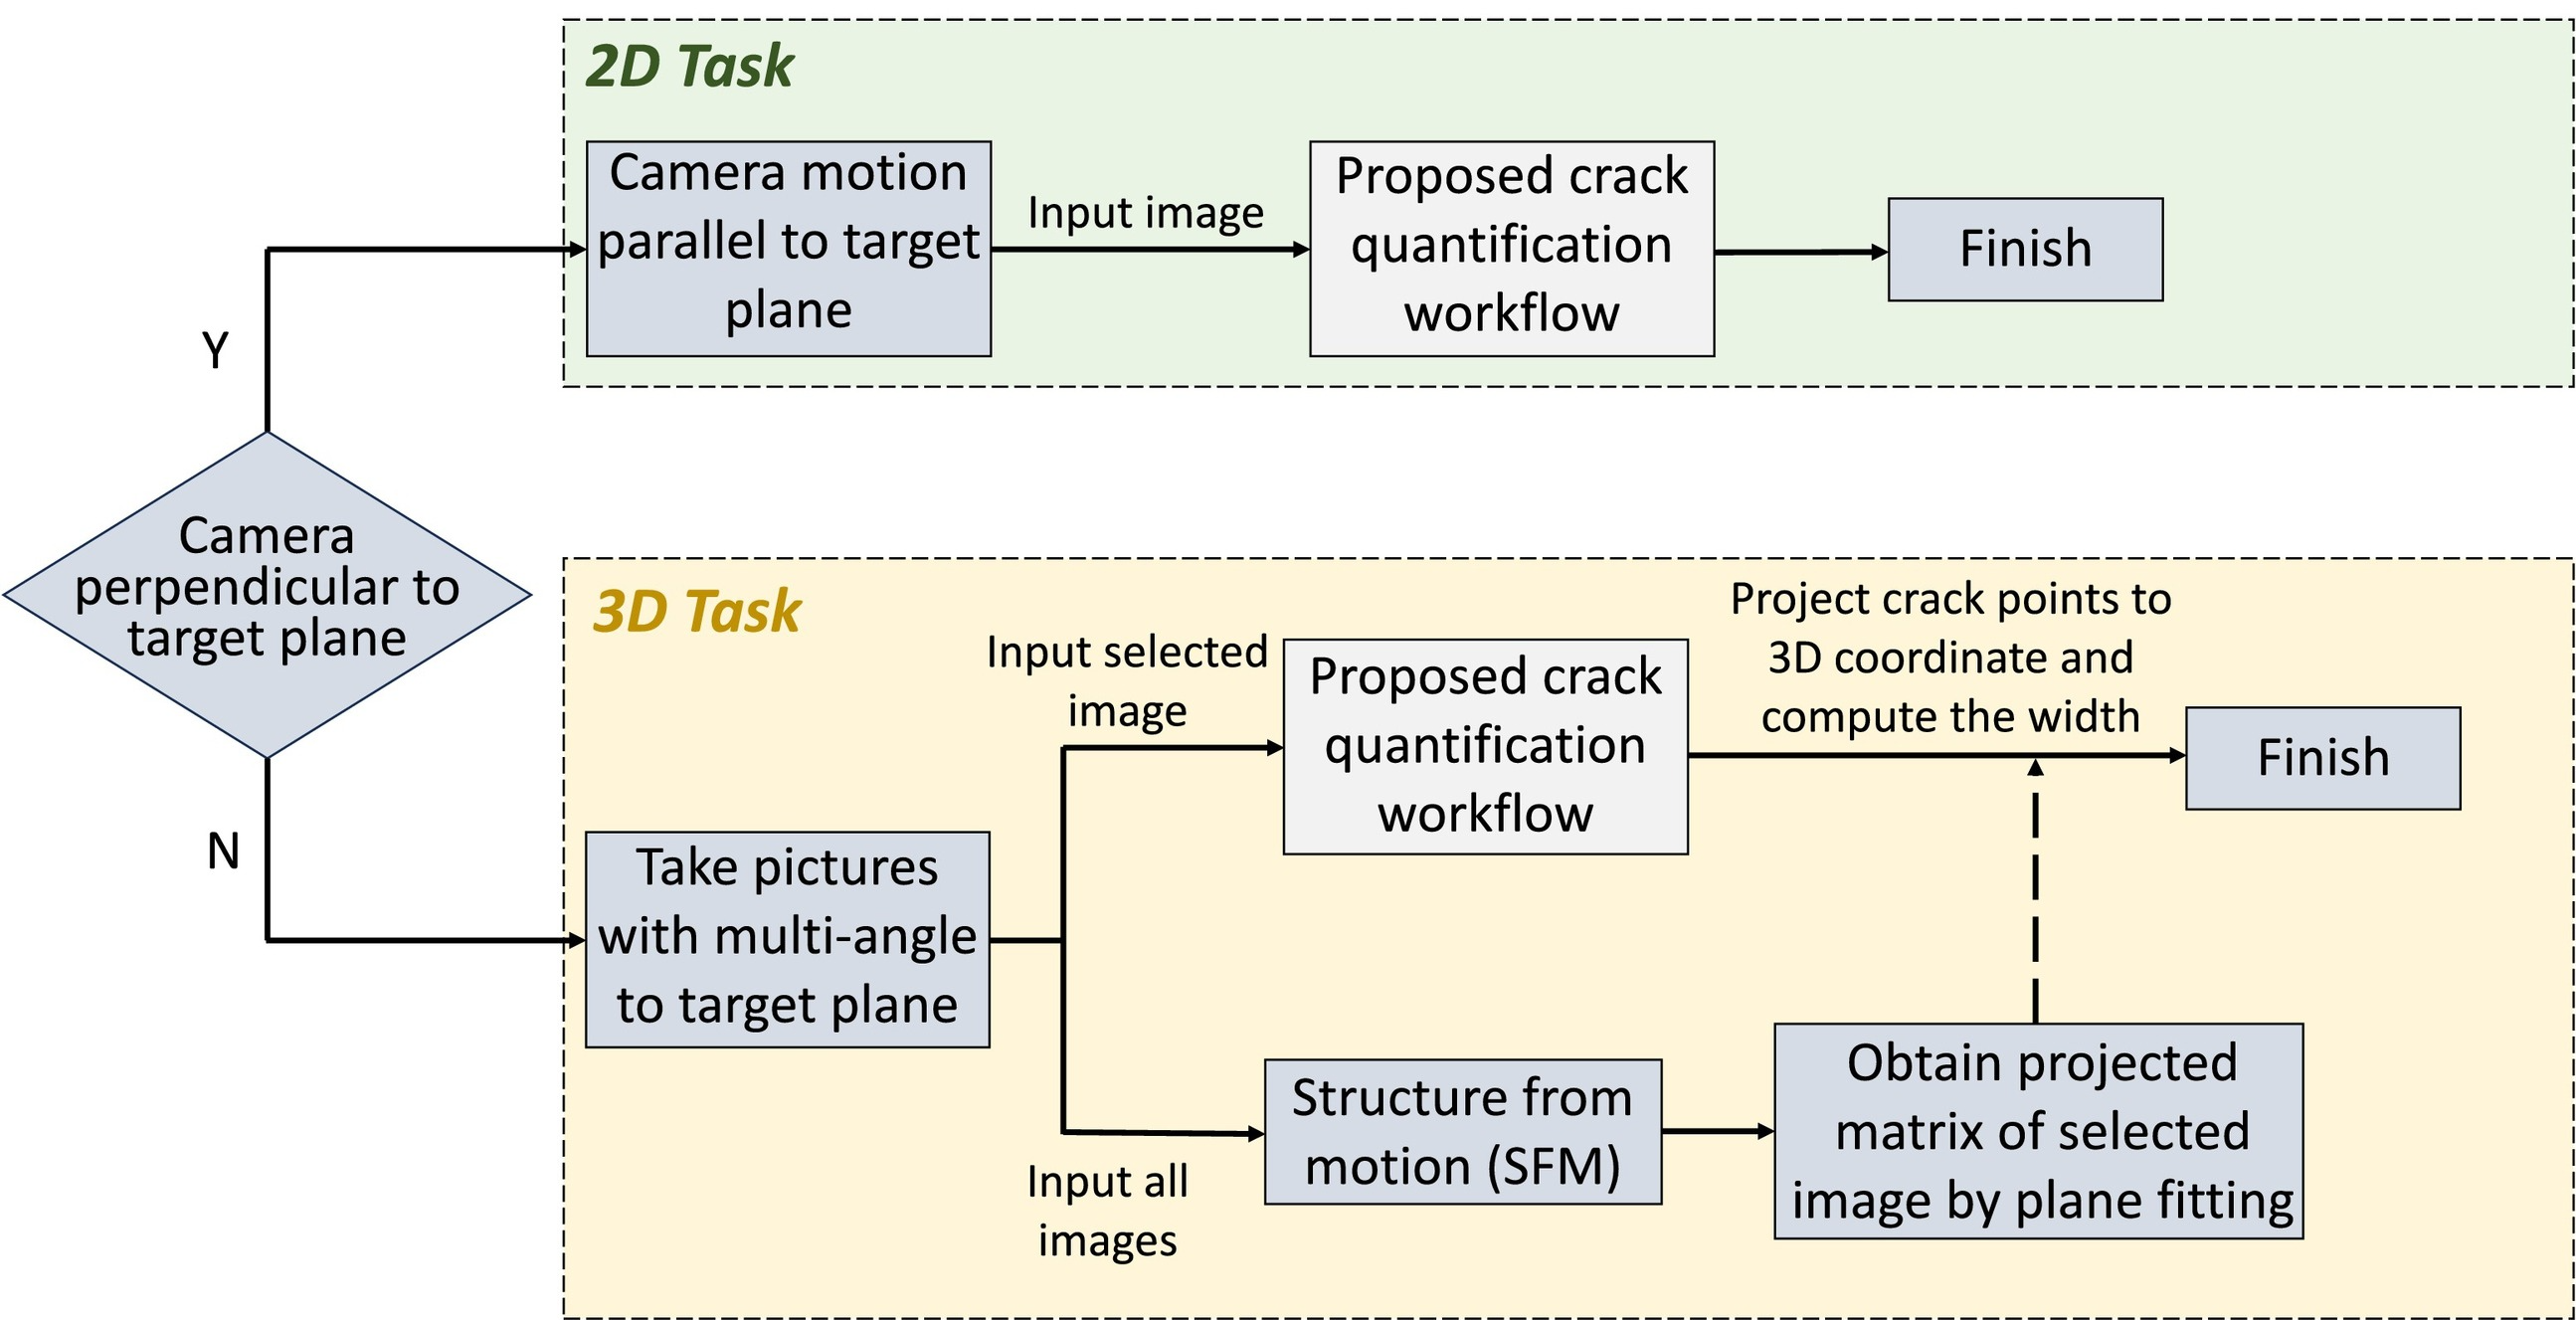 2D Task
Camera motion
parallel to target
plane
Input image
Proposed crack
quantification
workflow
Finish
Y
Camera
perpendicular to
target plane
N
3D Task
Take pictures
with multi-angle
to target plane
Input selected
image
Proposed crack
quantification
workflow
Project crack points to
3D coordinate and
compute the width
Finish
Input all
images
Structure from
motion (SFM)
Obtain projected
matrix of selected
image by plane fitting